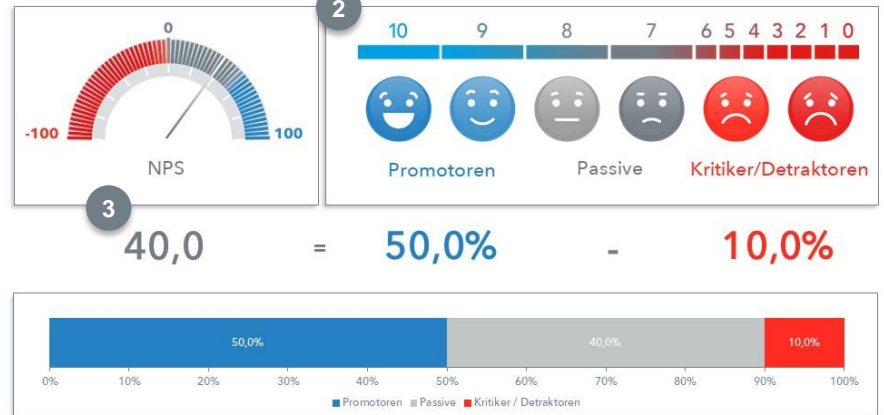 2
0
-100
100
NPS
10 9 8 7 6 5 4 3 2 1 0
Promotoren Passive Kritiker/Detraktoren
3
40,0 = 50,0% - 10,0%
50,0% 40,0% 10,0%
0% 10% 20% 30% 40% 50% 60% 70% 80% 90% 100%
Promotoren Passive Kritiker / Detraktoren